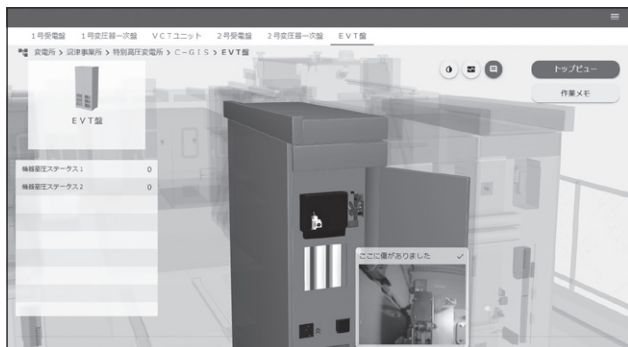 1号受電盤 1号変圧器一次盤 VCTユニット 2号受電盤 2号変圧器一次盤 EVT盤
変電所 > 沼津事業所 > 特別高圧変電所 > C-GIS > EVT盤
トップビュー
作業メモ
EVT盤
機器蓄圧ステータス1 0
機器蓄圧ステータス2 0
ここに傷がありました